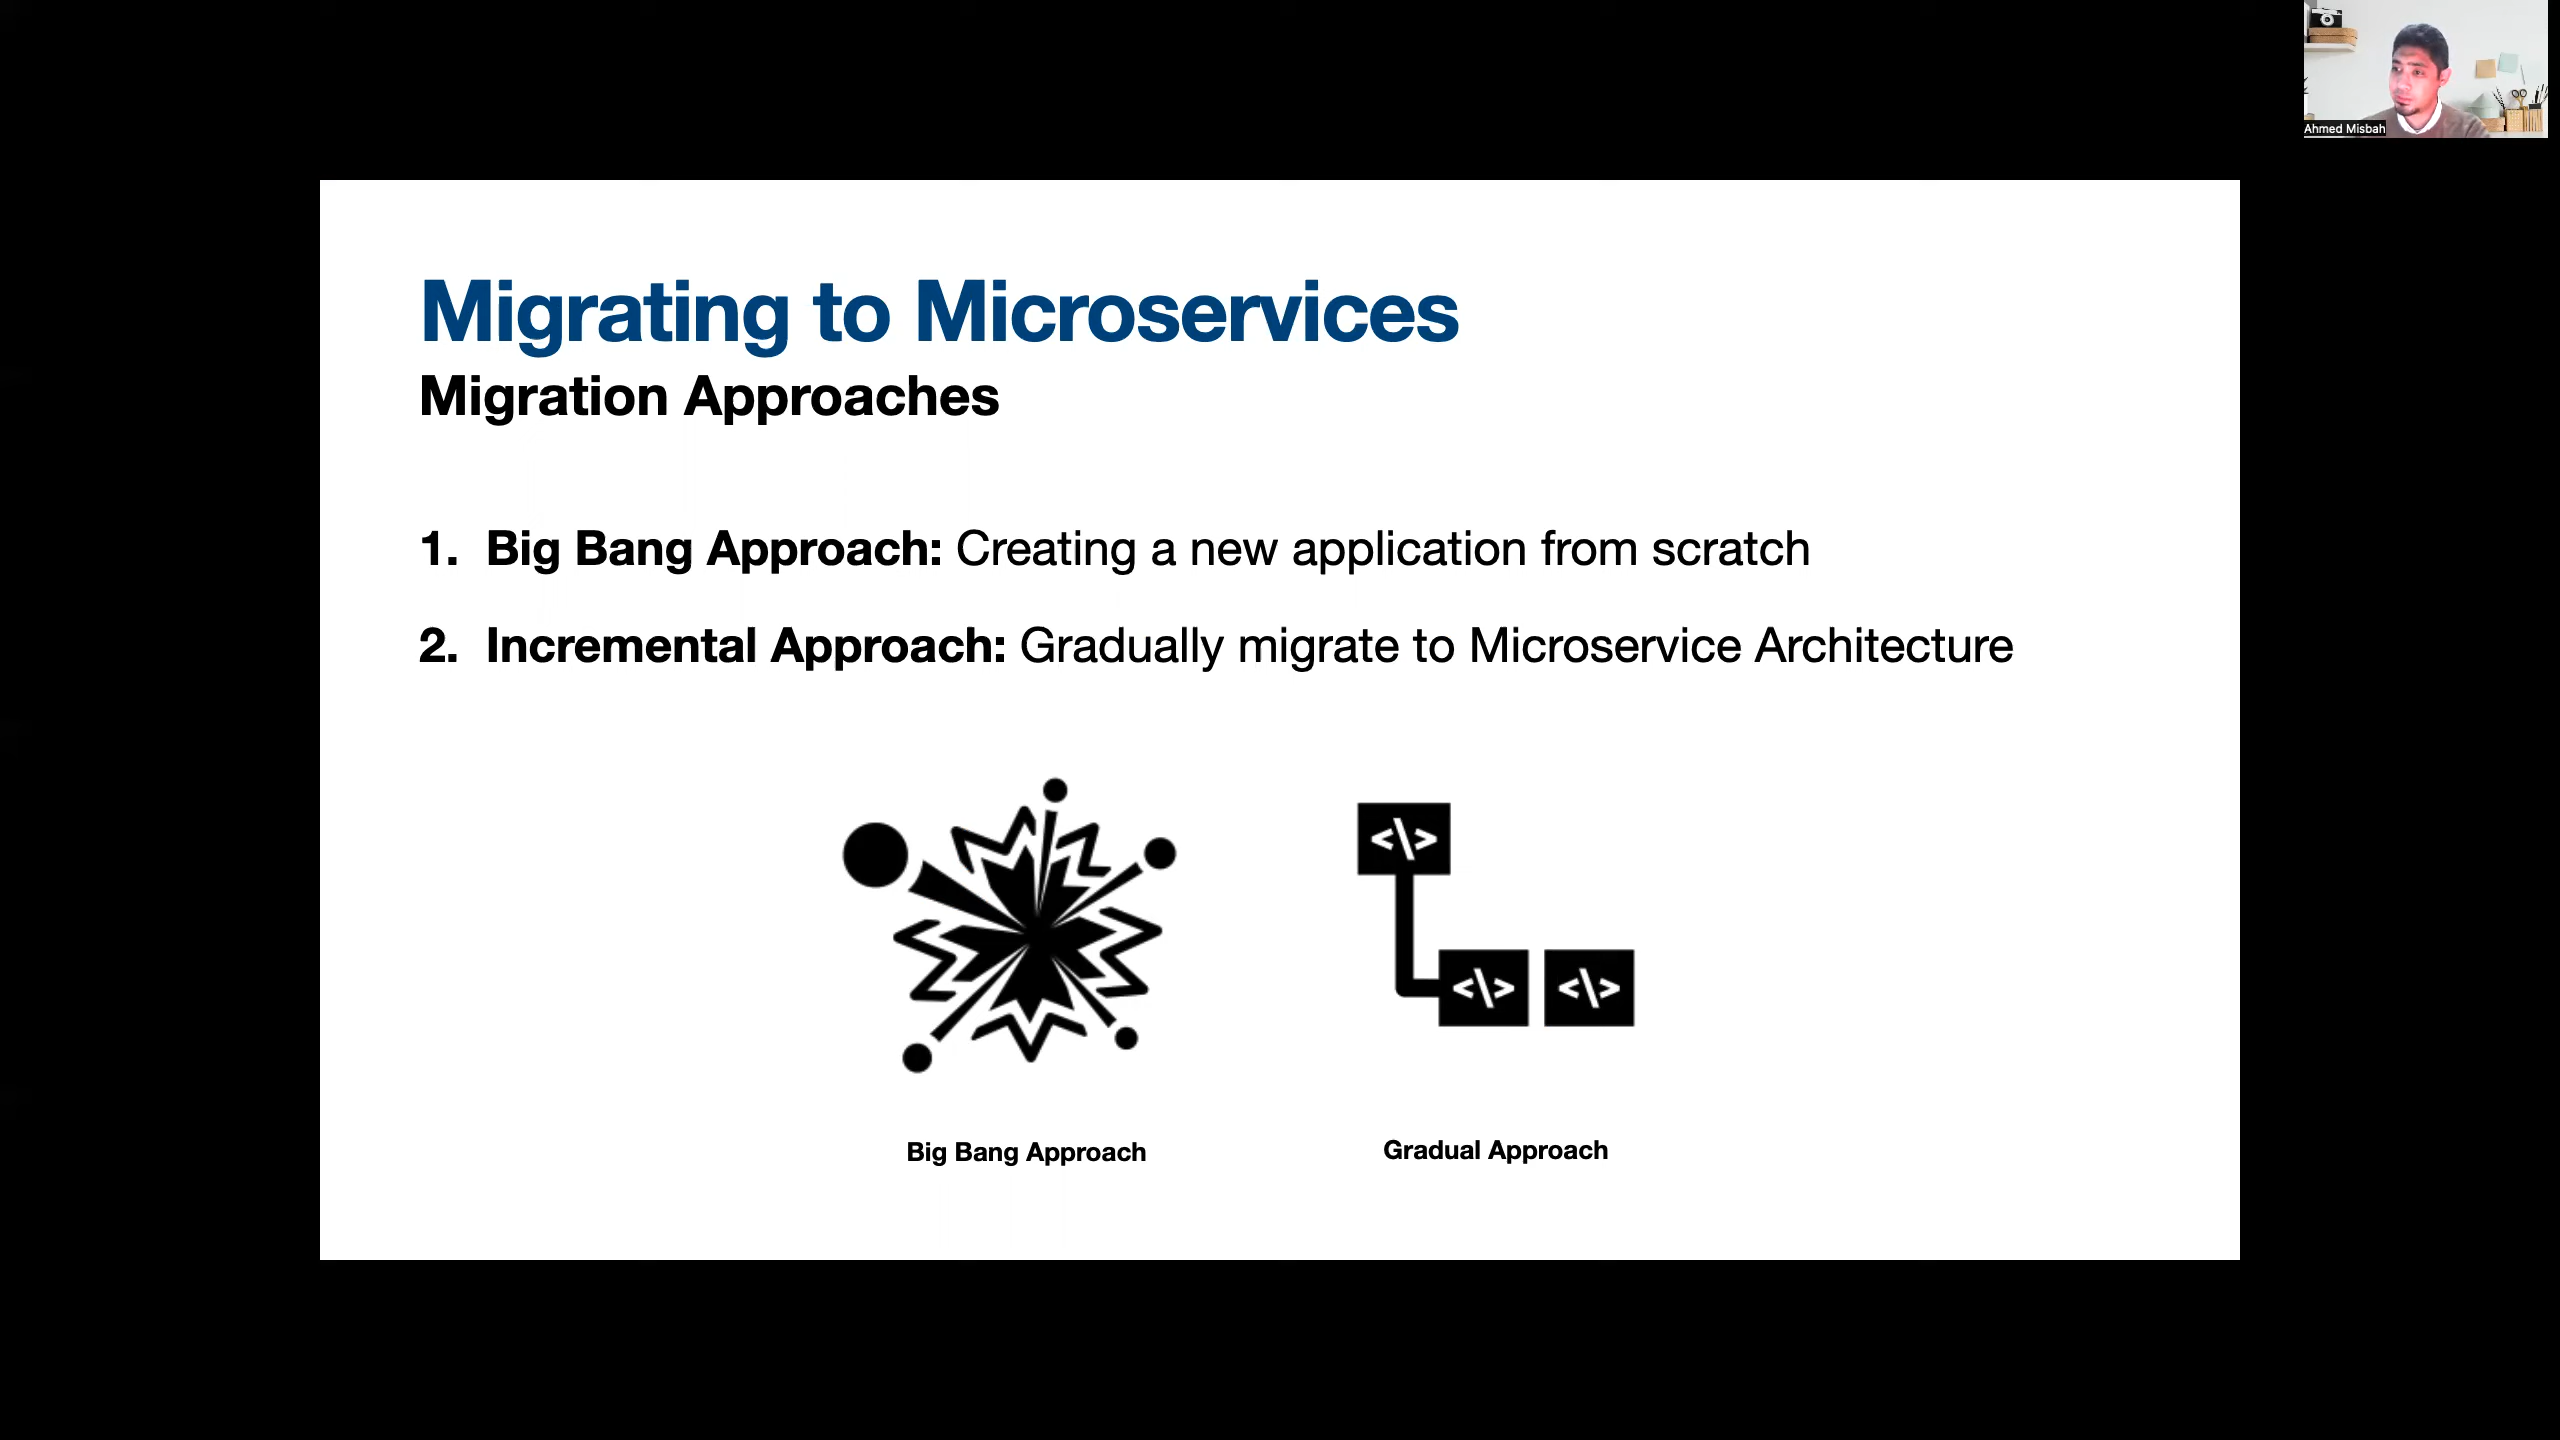 Ahmed Misbah
Migrating to Microservices
Migration Approaches
1. Big Bang Approach: Creating a new application from scratch
2. Incremental Approach: Gradually migrate to Microservice Architecture
<\>
<\> <\>
Big Bang Approach
Gradual Approach